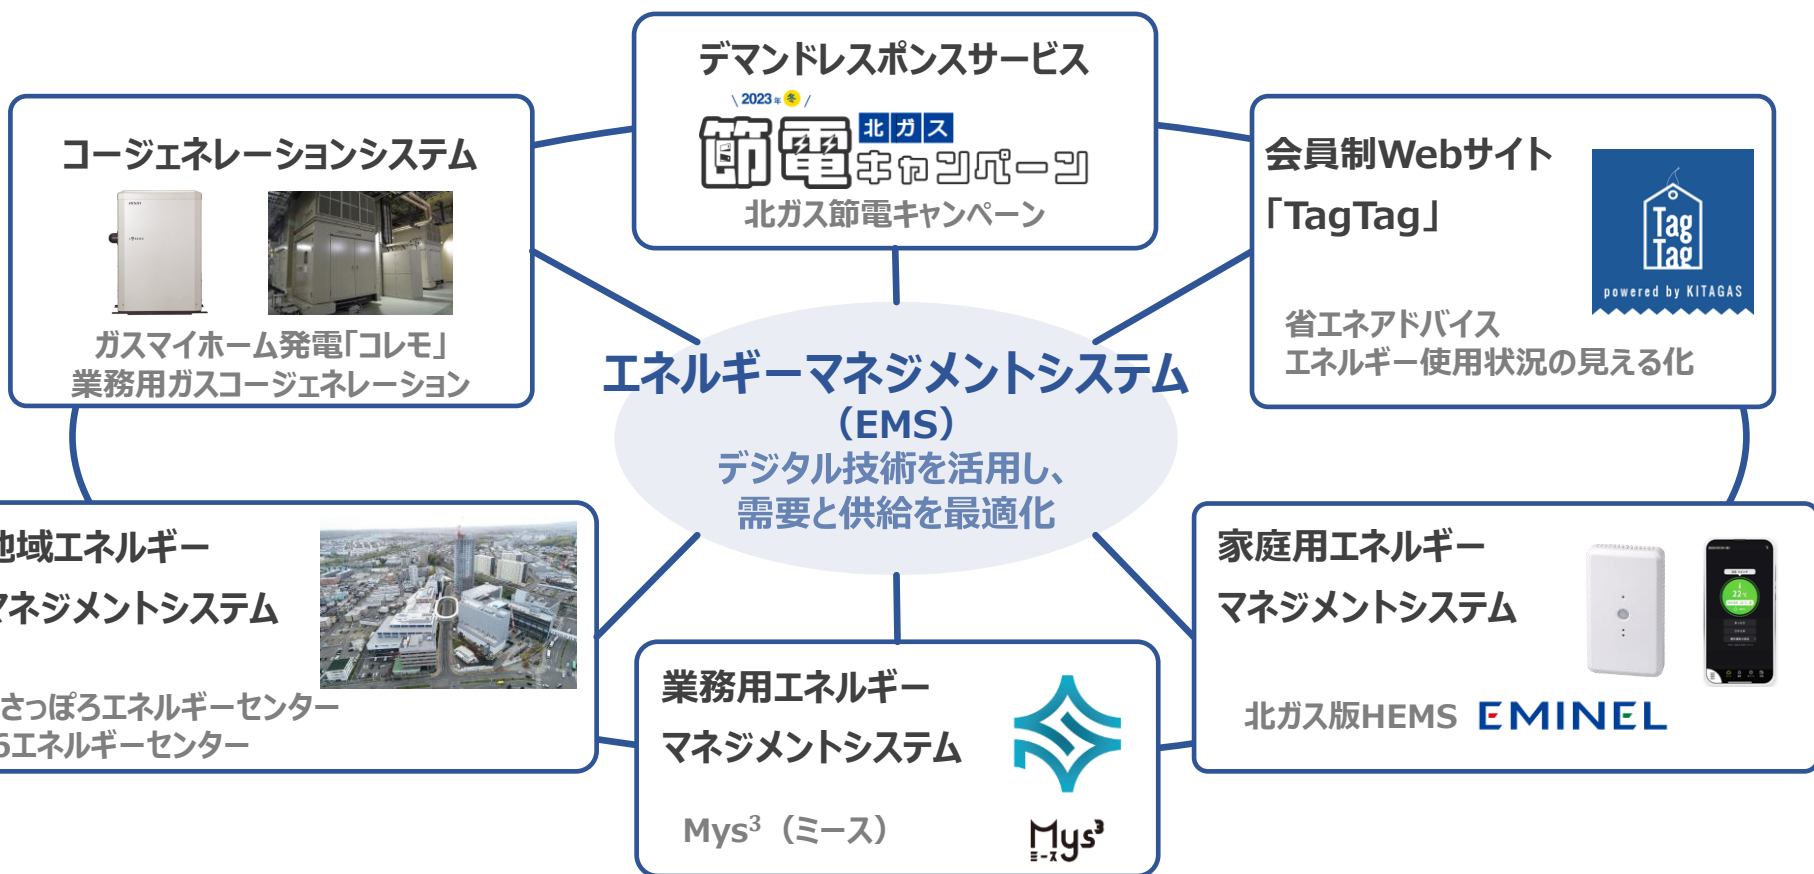 デマンドレスポンスサービス
2023年 冬
北ガス
節電キャンペーン
北ガス節電キャンペーン
コージェネレーションシステム
ガスマイホーム発電「コレモ」
業務用ガスコージェネレーション
会員制Webサイト
「TagTag」
Tag
Tag
powered by KITAGAS
省エネアドバイス
エネルギー使用状況の見える化
エネルギーマネジメントシステム
（EMS）
デジタル技術を活用し、
需要と供給を最適化
地域エネルギー
マネジメントシステム
さっぽろエネルギーセンター
6エネルギーセンター
業務用エネルギー
マネジメントシステム
Mys³（ミース）
Mys³
ミース
家庭用エネルギー
マネジメントシステム
22
北ガス版HEMS EMINEL